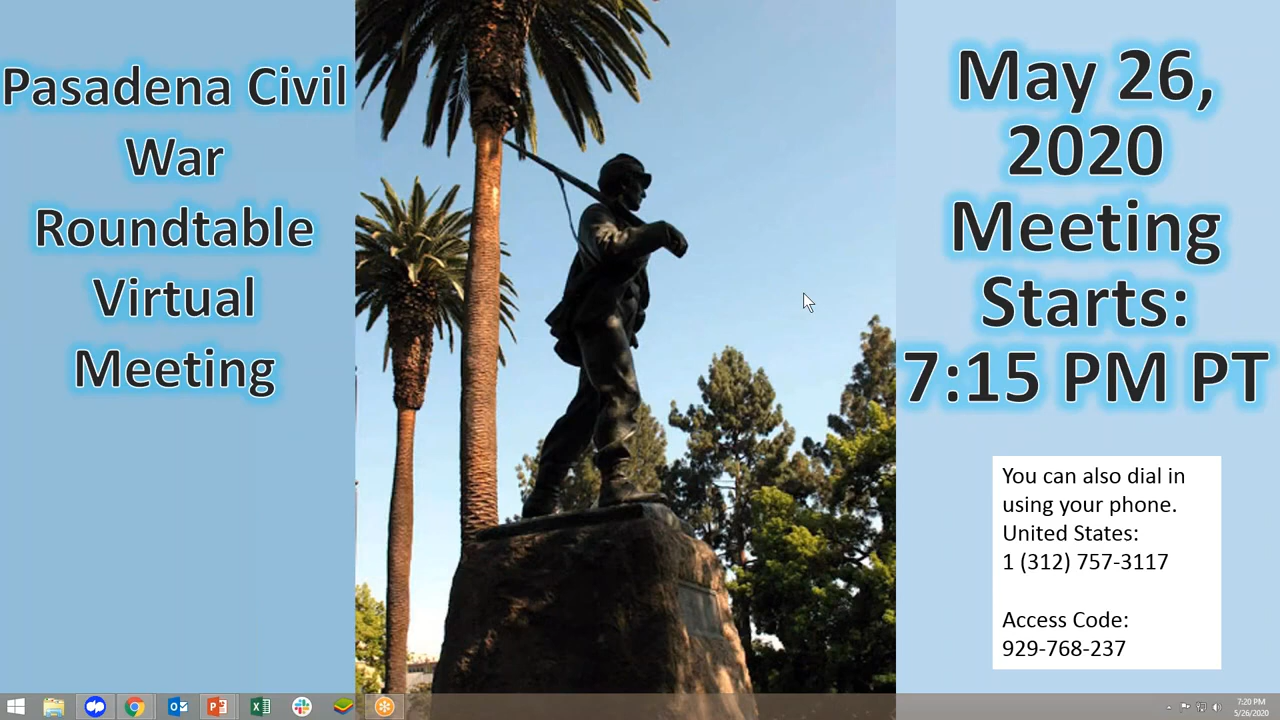 Pasadena Civil
War
Roundtable
Virtual
Meeting
May 26,
2020
Meeting
Starts:
7:15 PM PT
You can also dial in
using your phone.
United States:
1 (312) 757-3117
Access Code:
929-768-237
7:20 PM
5/26/2020